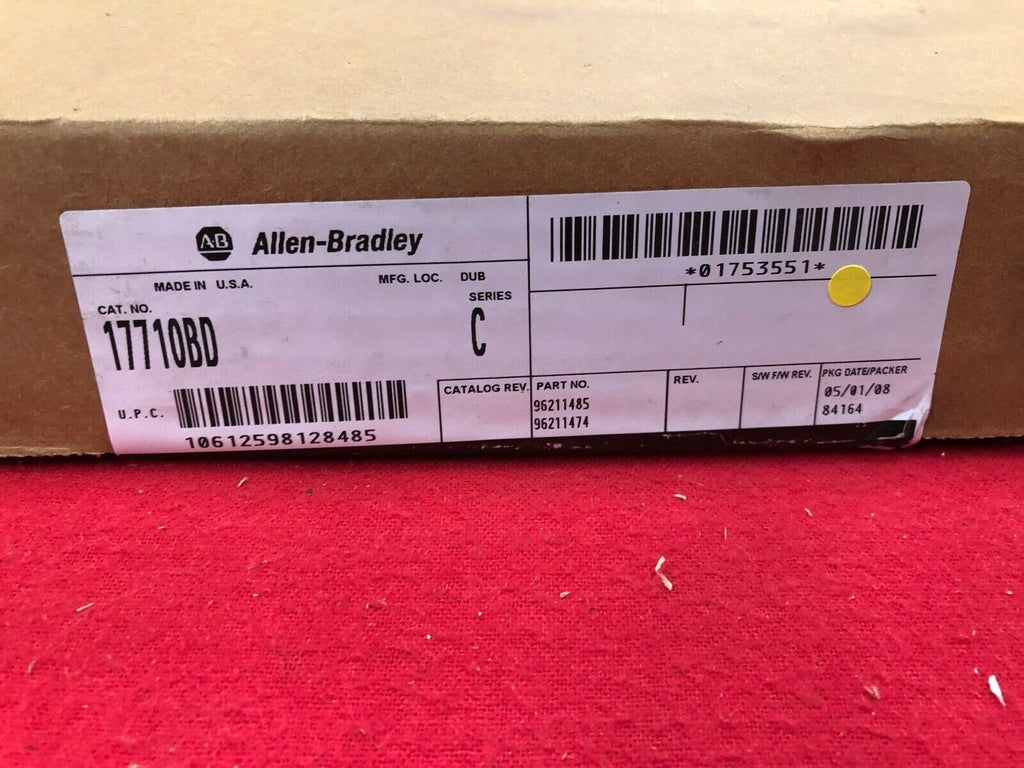 AB Allen-Bradley
MADE IN U.S.A. MFG. LOC. DUB
CAT. NO. SERIES
17710BD C
U.P.C.
10612598128485
*01753551*
CATALOG REV.
PART NO.
96211485
96211474
REV.
S/W F/W REV.
PKG DATE/PACKER
05/01/08
84164